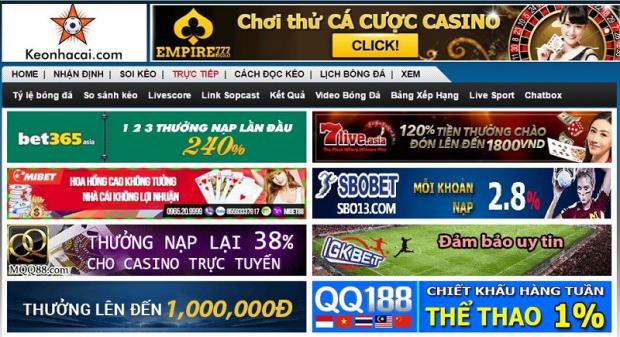 Keonhacai.com
EMPIRE777
Chơi thử CÁ CƯỢC CASINO
CLICK!
HOME | NHẬN ĐỊNH | SOI KÈO | TRỰC TIẾP | CÁCH ĐỌC KÈO | LỊCH BÓNG ĐÁ | XEM
Tỷ lệ bóng đá So sánh kèo Livescore Link Sopcast Kết Quả Video Bóng Đá Bảng Xếp Hạng Live Sport Chatbox
bet365.asia
1 2 3 THƯỞNG NẠP LẦN ĐẦU
240%
7live.asia
120% TIỀN THƯỞNG CHÀO
ĐÓN LÊN ĐẾN 1800VND
MIBET
HOA HỒNG CAO KHÔNG TƯỞNG
NHÀ CÁI KHÔNG LỢI NHUẬN
SBOBET
SBO13.COM
MỖI KHOẢN
NẠP
2.8%
MQQ88.com
THƯỞNG NẠP LẠI 38%
CHO CASINO TRỰC TUYẾN
LGKBETT
Đảm bảo uy tín
THƯỞNG LÊN ĐẾN 1,000,000Đ
QQ188
CHIẾT KHẤU HÀNG TUẦN
THỂ THAO 1%